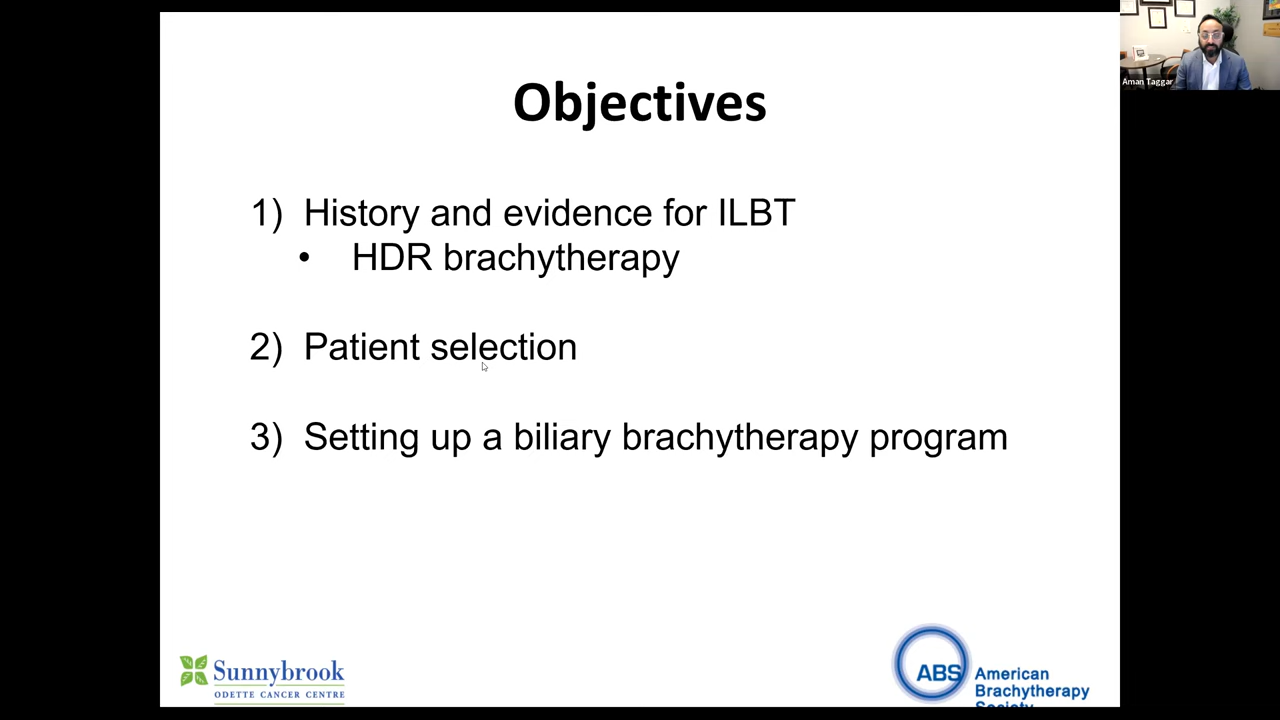 Objectives
Aman Taggar
1) History and evidence for ILBT
• HDR brachytherapy
2) Patient selection
3) Setting up a biliary brachytherapy program
Sunnybrook
ODETTE CANCER CENTRE
ABS American
Brachytherapy
Society